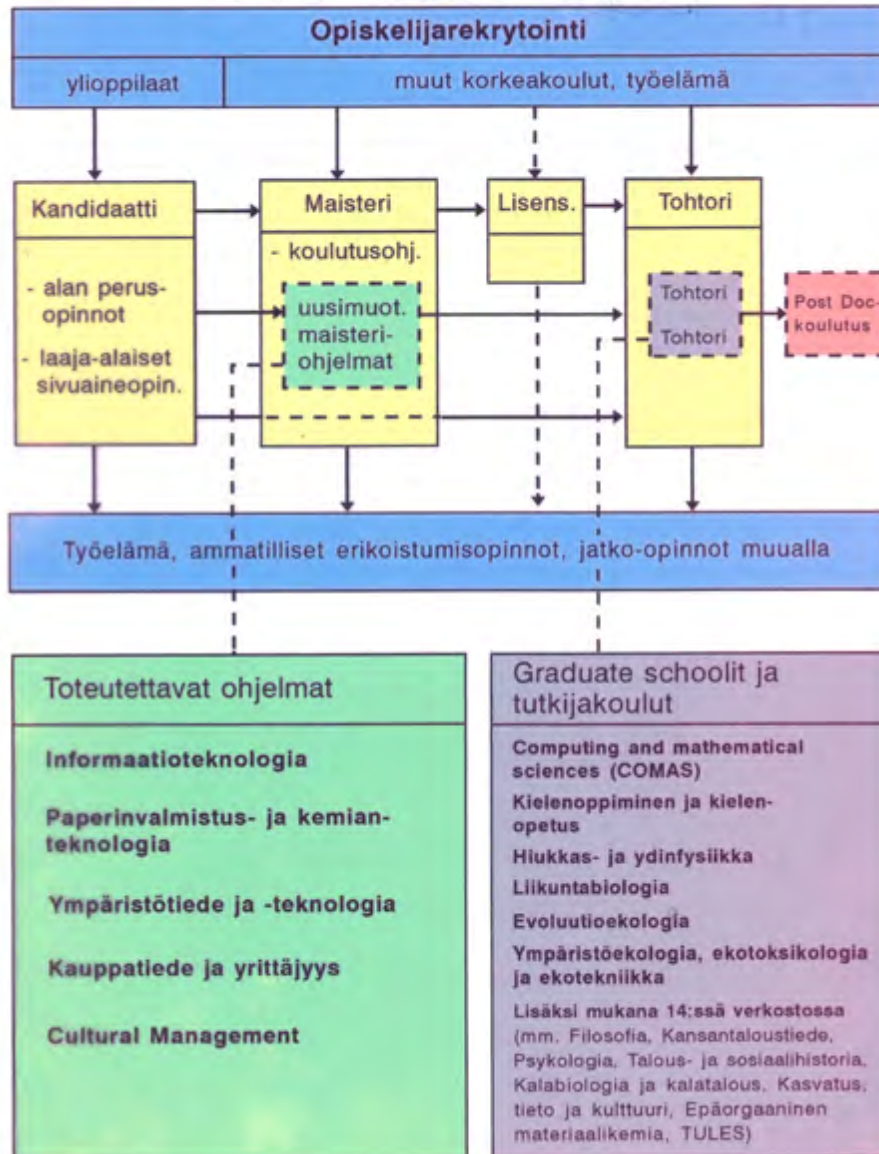 Opiskelijarekrytointi
ylioppilaat
muut korkeakoulut, työelämä
Kandidaatti
- alan perus-
opinnot
- laaja-alaiset
sivuaineopin.
Maisteri
- koulutusohj.
uusimuot.
maisteri-
ohjelmat
Lisens.
Tohtori
Tohtori
Tohtori
Post Doc-
koulutus
Työelämä, ammatilliset erikoistumisopinnot, jatko-opinnot muualla
Toteutettavat ohjelmat
Informaatioteknologia
Paperinvalmistus- ja kemian-
teknologia
Ympäristötiede ja -teknologia
Kauppatiede ja yrittäjyys
Cultural Management
Graduate schoolit ja
tutkijakoulut
Computing and mathematical
sciences (COMAS)
Kielenoppiminen ja kielen-
opetus
Hiukkas- ja ydinfysiikka
Liikuntabiologia
Evoluutioekologia
Ympäristöekologia, ekotoksikologia
ja ekotekniikka
Lisäksi mukana 14:ssä verkostossa
(mm. Filosofia, Kansantaloustiede,
Psykologia, Talous- ja sosiaalihistoria,
Kalabiologia ja kalatalous, Kasvatus,
tieto ja kulttuuri, Epäorgaaninen
materiaalikemia, TULES)